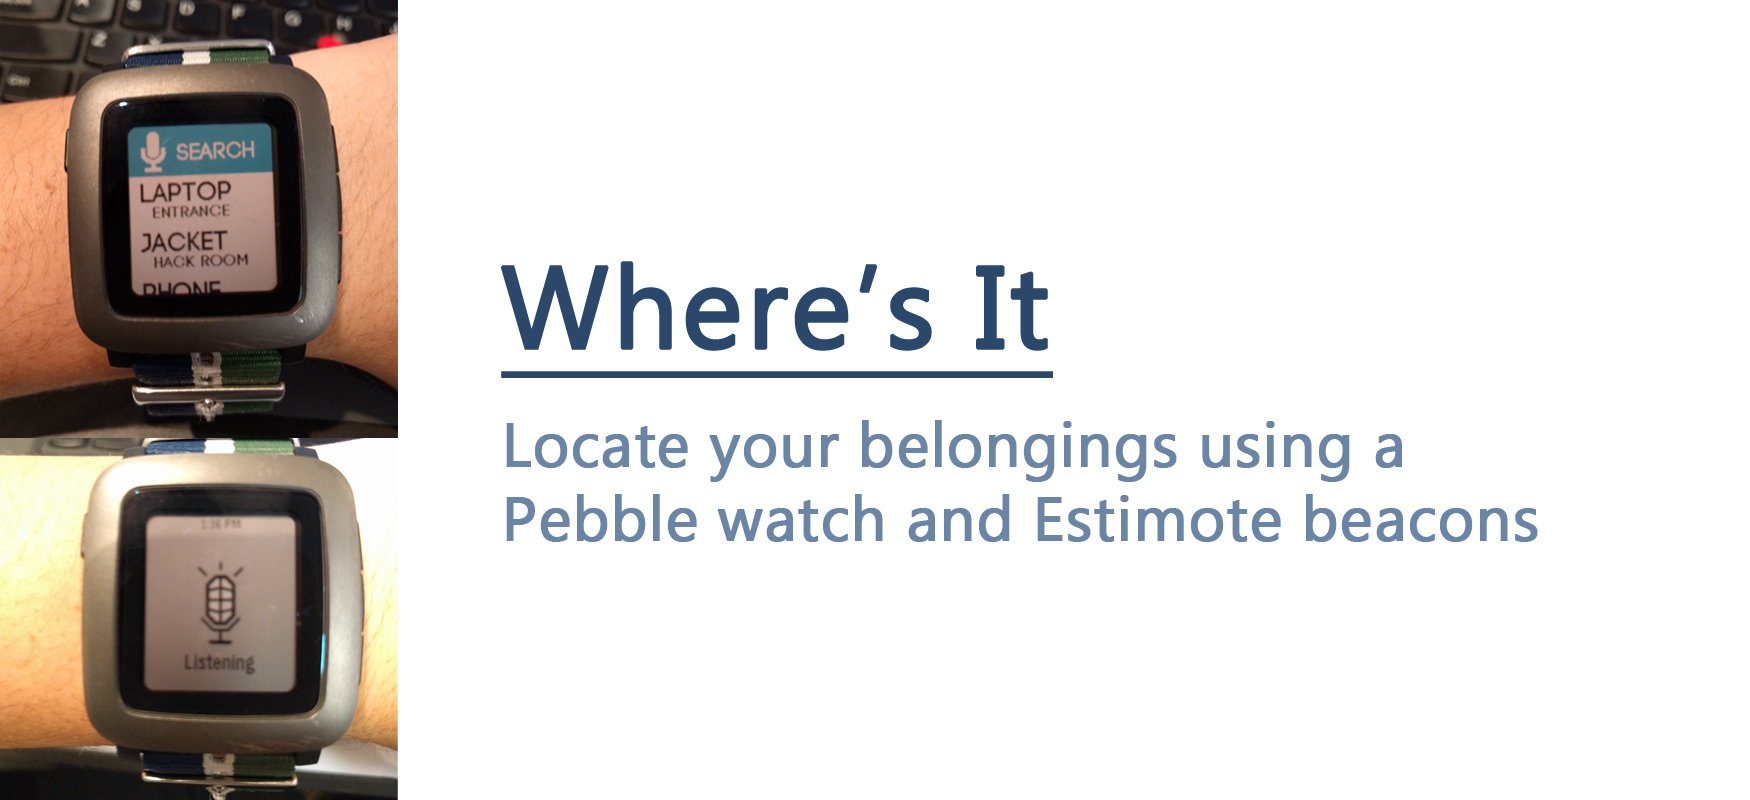 SEARCH
LAPTOP
ENTRANCE
JACKET
HACK ROOM
PHONE
1:36 PM
Listening
Where's It
Locate your belongings using a
Pebble watch and Estimote beacons